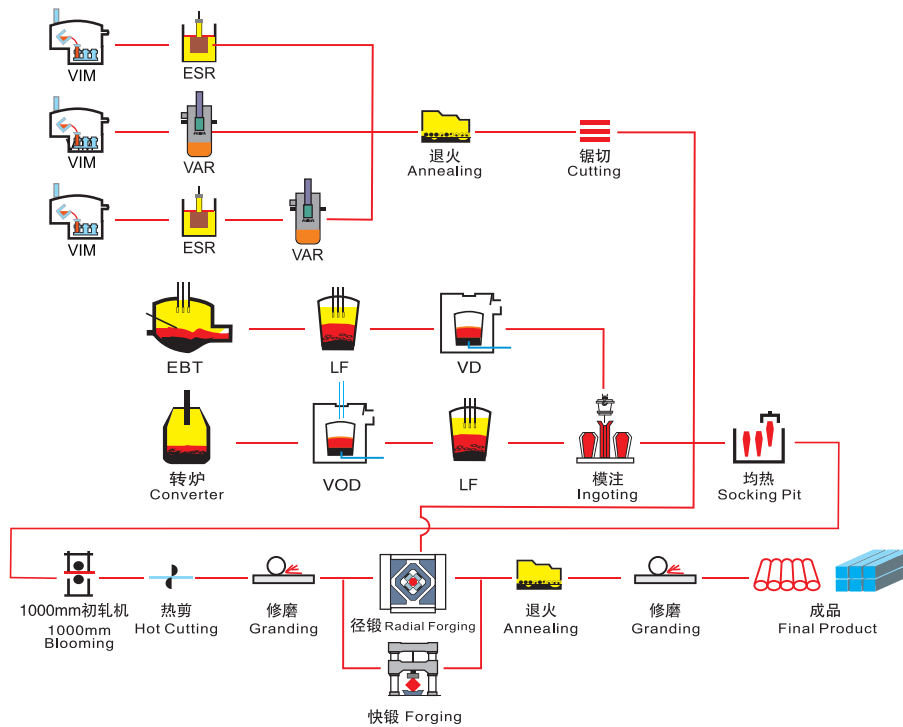 VIM
ESR
VIM
VAR
退火
Annealing
锯切
Cutting
VIM
ESR
VAR
EBT
LF
VD
转炉
Converter
VOD
LF
模注
Ingoting
均热
Socking Pit
1000mm初轧机
1000mm
Blooming
热剪
Hot Cutting
修磨
Granding
径锻 Radial Forging
退火
Annealing
修磨
Granding
成品
Final Product
快锻 Forging